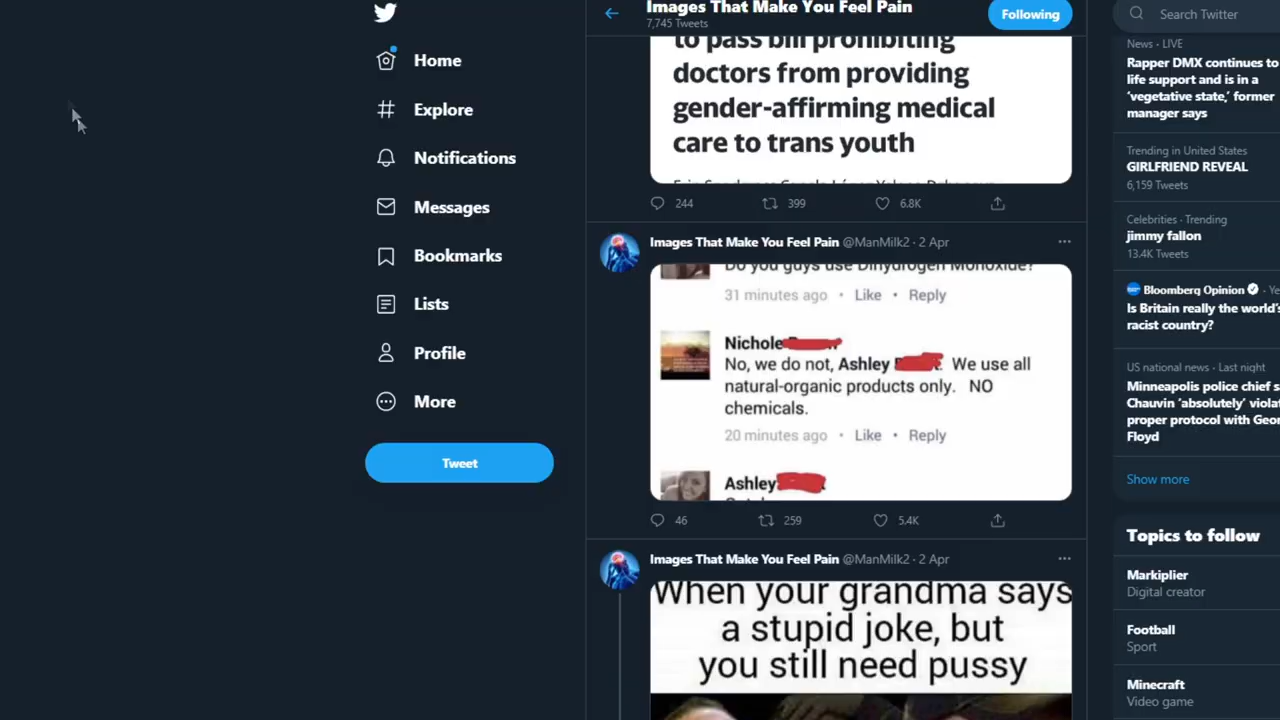 Home
Explore
Notifications
Messages
Bookmarks
Lists
Profile
More
Tweet
Images That Make You Feel Pain
7,745 Tweets
Following
to pass bill prohibiting
doctors from providing
gender-affirming medical
care to trans youth
244 399 6.8K
Images That Make You Feel Pain @ManMilk2 · 2 Apr
Do you guys use Dihydrogen Monoxide?
31 minutes ago · Like · Reply
Nichole
No, we do not, Ashley . We use all
natural-organic products only. NO
chemicals.
20 minutes ago · Like · Reply
Ashley
46 259 5.4K
Images That Make You Feel Pain @ManMilk2 · 2 Apr
When your grandma says
a stupid joke, but
you still need pussy
Search Twitter
News · LIVE
Rapper DMX continues to
life support and is in a
'vegetative state,' former
manager says
Trending in United States
GIRLFRIEND REVEAL
6,159 Tweets
Celebrities · Trending
jimmy fallon
13.4K Tweets
Bloomberg Opinion · Ye
Is Britain really the world's
racist country?
US national news · Last night
Minneapolis police chief s
Chauvin 'absolutely' viola
proper protocol with Geor
Floyd
Show more
Topics to follow
Markiplier
Digital creator
Football
Sport
Minecraft
Video game